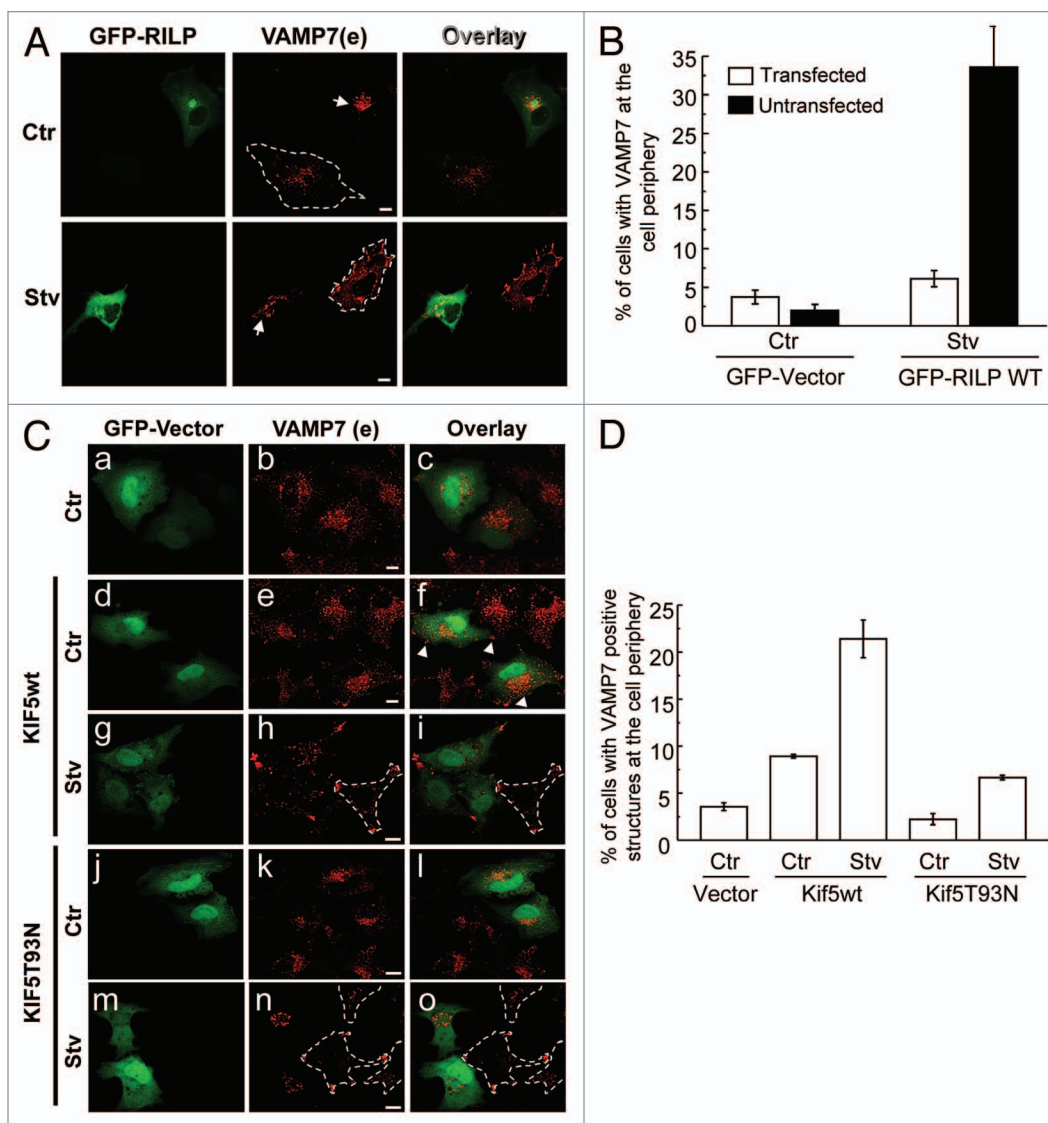 A
GFP-RILP VAMP7(e) Overlay
Ctr
Stv
B
% of cells with VAMP7 at the
cell periphery
35
30
25
20
15
10
5
0
Transfected
Untransfected
Ctr Stv
GFP-Vector GFP-RILP WT
C
GFP-Vector VAMP7 (e) Overlay
Ctr
a b c
KIF5wt
Ctr
d e f
Stv
g h i
KIF5T93N
Ctr
j k l
Stv
m n o
D
% of cells with VAMP7 positive
structures at the cell periphery
25
20
15
10
5
0
Ctr Ctr Stv Ctr Stv
Vector Kif5wt Kif5T93N